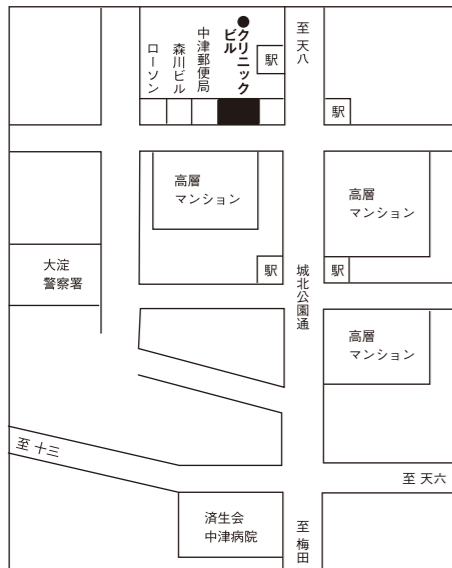 ●クリニック
ビル
中津郵便局
森川ビル
ローソン
駅
至 天八
駅
高層
マンション
高層
マンション
大淀
警察署
駅
城北公園通
駅
高層
マンション
至 十三
至 天六
済生会
中津病院
至 梅田